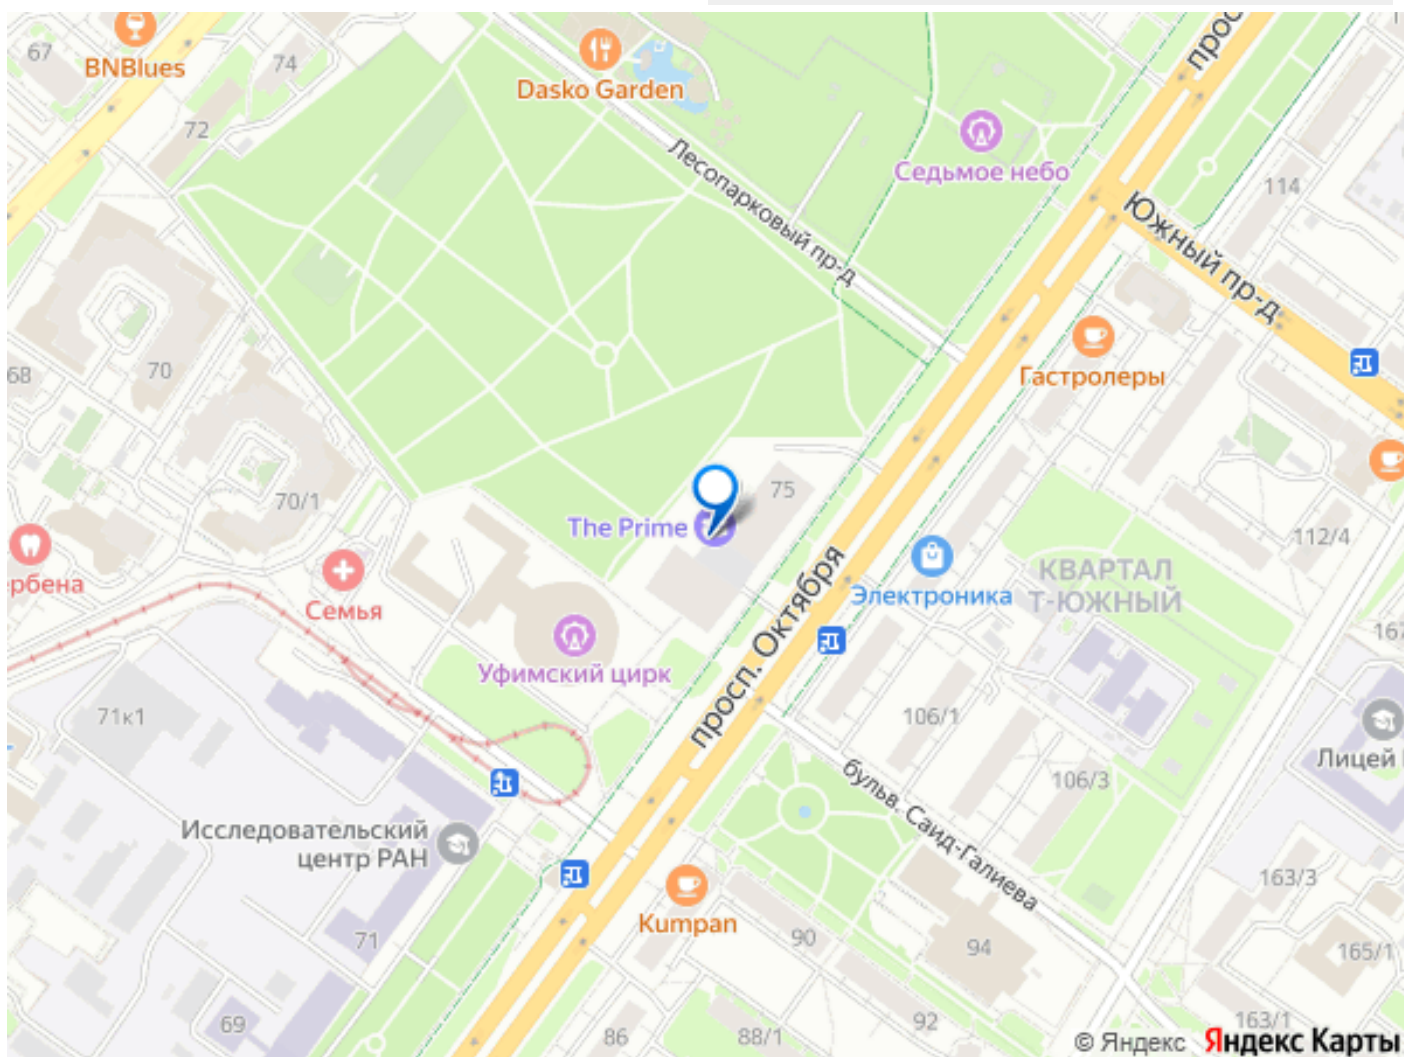 67
BNBlues
74
72
Dasko Garden
Лесопарковый пр-д
Седьмое небо
просп
114
Южный пр-д
Гастролеры
70
68
70/1
75
The Prime
112/4
рбена
Семья
Электроника
КВАРТАЛ
Т-ЮЖНЫЙ
просп. Октября
Уфимский цирк
167
71к1
106/1
106/3
Лицей
бульв. Саид-Галиева
Исследовательский
центр РАН
163/3
Kumpan
71
90
94
165/1
69
86
88/1
92
163/1
© Яндекс Яндекс Карты